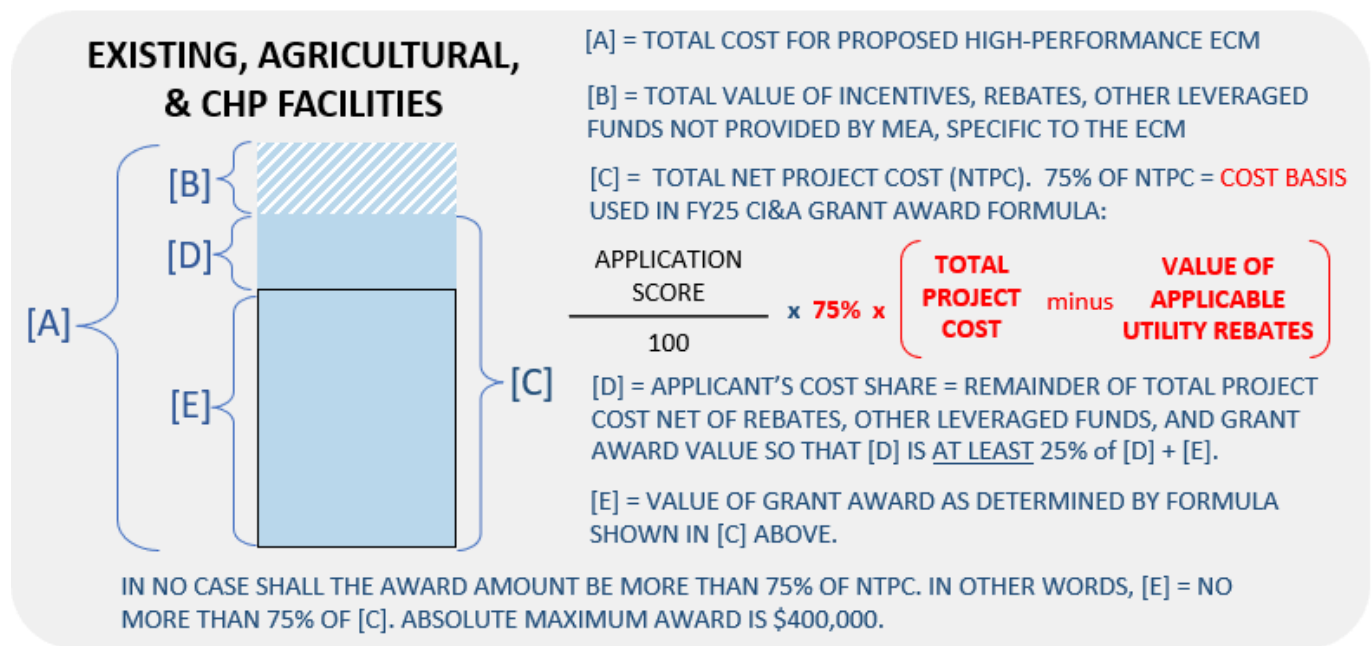 EXISTING, AGRICULTURAL,
& CHP FACILITIES
[A]
[B]
[D]
[E]
[C]
[A] = TOTAL COST FOR PROPOSED HIGH-PERFORMANCE ECM
[B] = TOTAL VALUE OF INCENTIVES, REBATES, OTHER LEVERAGED
FUNDS NOT PROVIDED BY MEA, SPECIFIC TO THE ECM
[C] = TOTAL NET PROJECT COST (NTPC). 75% OF NTPC = COST BASIS
USED IN FY25 CI&A GRANT AWARD FORMULA:
APPLICATION
SCORE
100
x 75% x
TOTAL
PROJECT
COST
minus
VALUE OF
APPLICABLE
UTILITY REBATES
[D] = APPLICANT'S COST SHARE = REMAINDER OF TOTAL PROJECT
COST NET OF REBATES, OTHER LEVERAGED FUNDS, AND GRANT
AWARD VALUE SO THAT [D] IS AT LEAST 25% of [D] + [E].
[E] = VALUE OF GRANT AWARD AS DETERMINED BY FORMULA
SHOWN IN [C] ABOVE.
IN NO CASE SHALL THE AWARD AMOUNT BE MORE THAN 75% OF NTPC. IN OTHER WORDS, [E] = NO
MORE THAN 75% OF [C]. ABSOLUTE MAXIMUM AWARD IS $400,000.